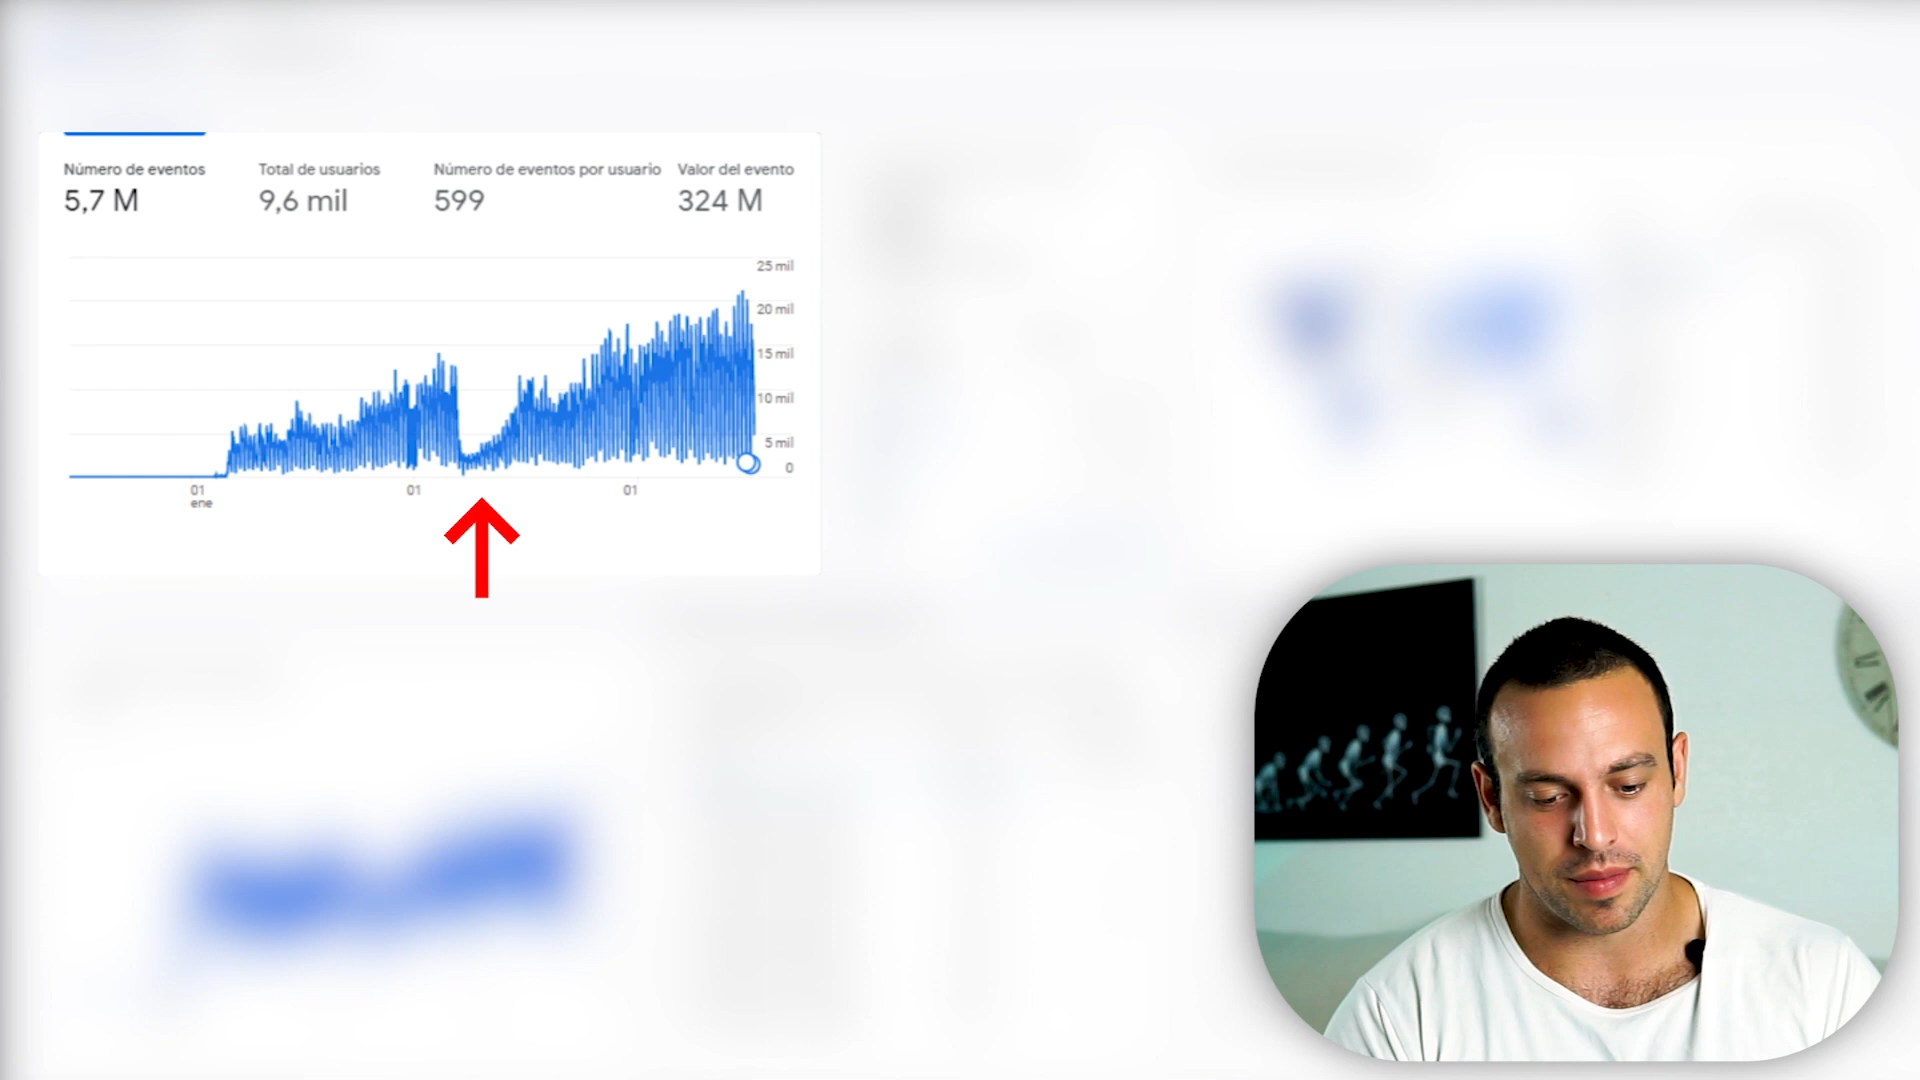 Número de eventos Total de usuarios Número de eventos por usuario Valor del evento
5,7 M 9,6 mil 599 324 M
25 mil
20 mil
15 mil
10 mil
5 mil
0
01 01 01
ene
V